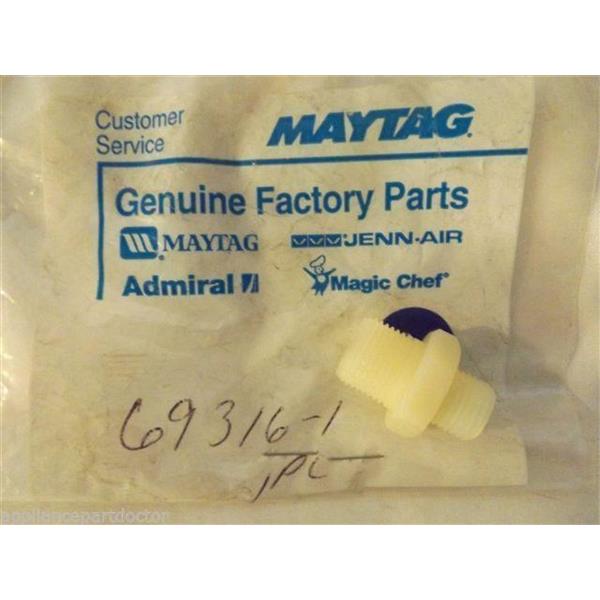 Customer
Service
MAYTAG
Genuine Factory Parts
MAYTAG
JENN-AIR
Admiral
Magic Chef
69316-1
1PC
appliancepartdoctor